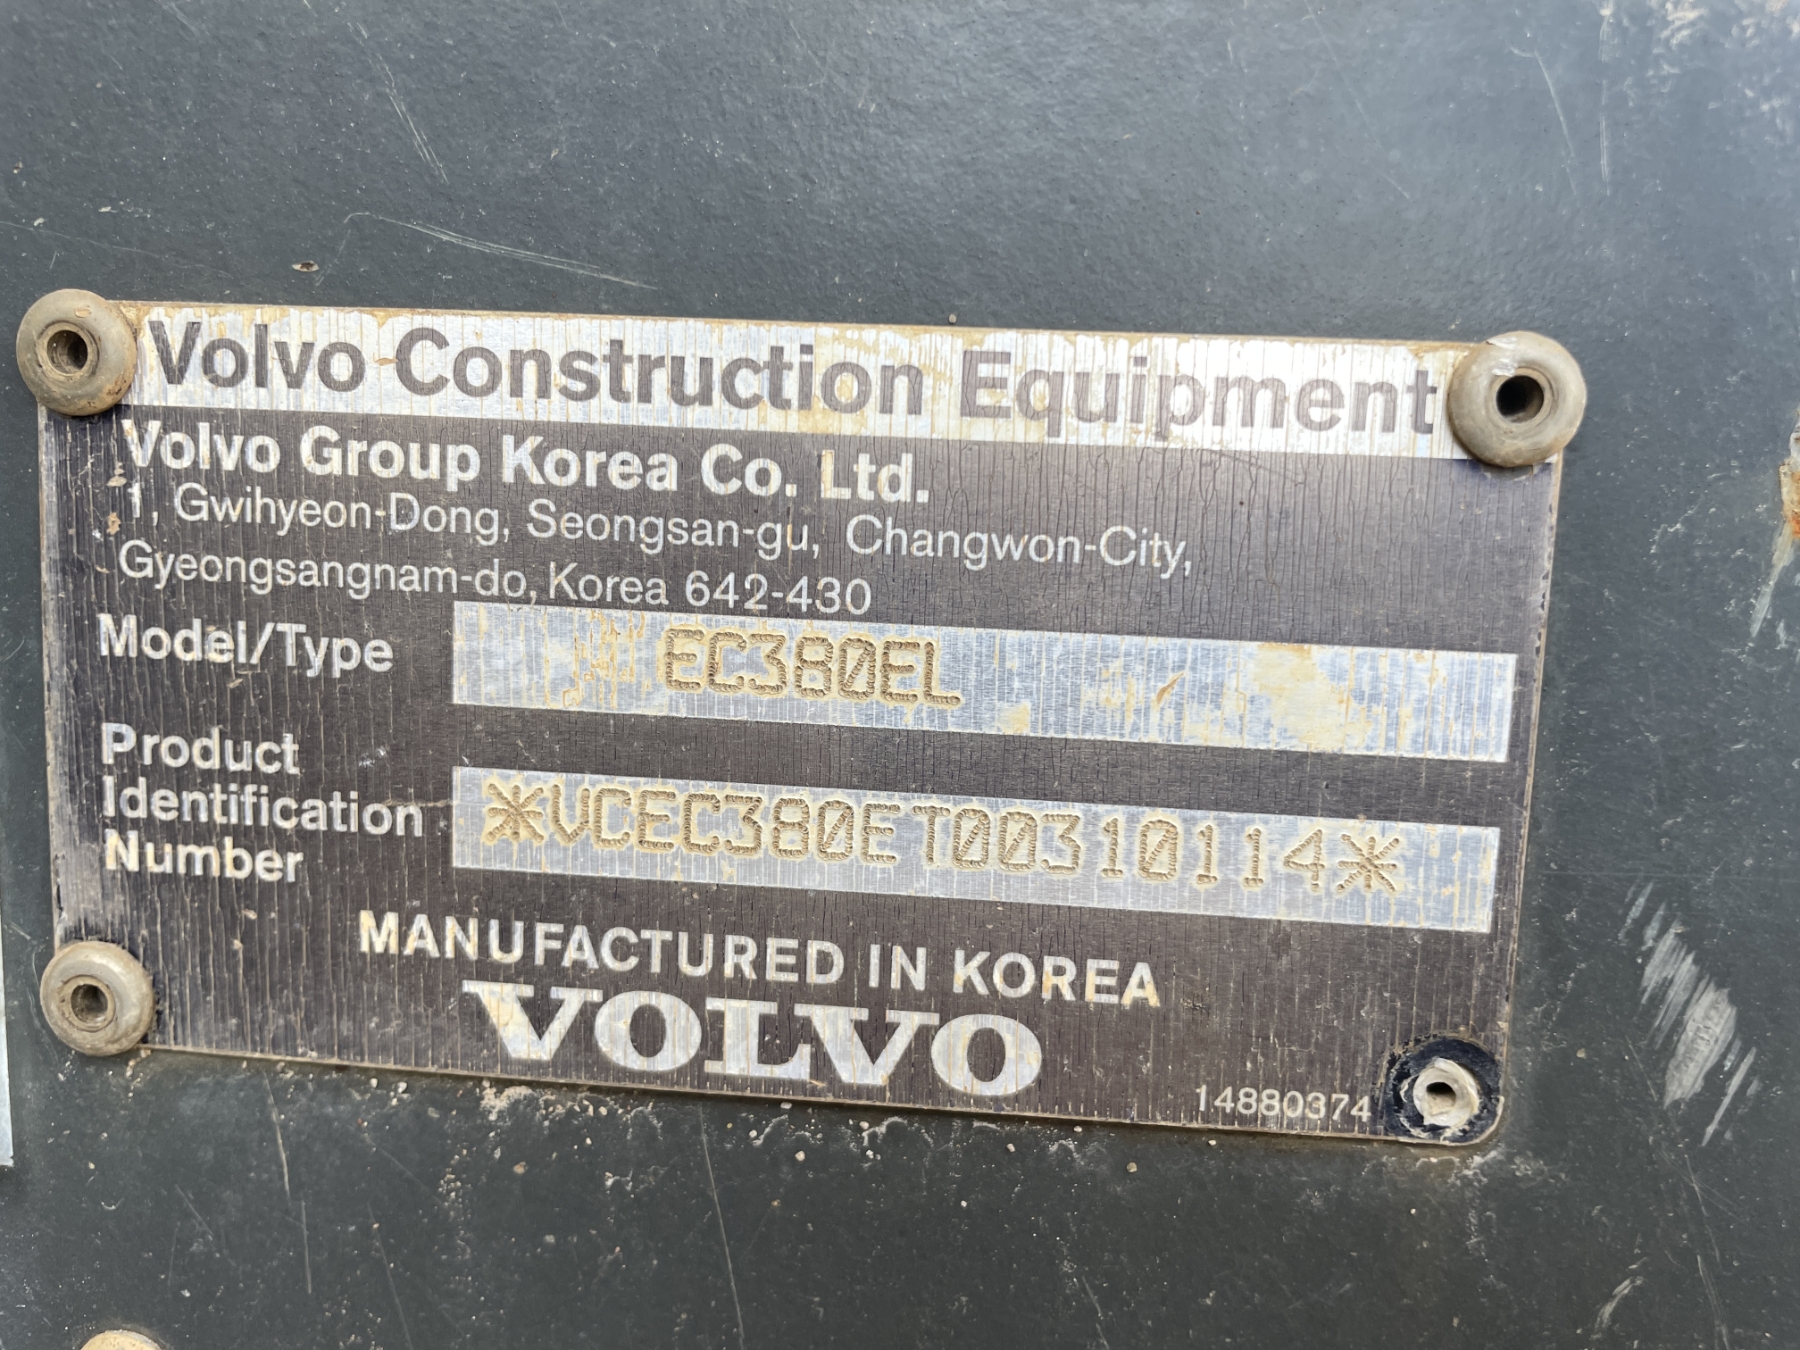 Volvo Construction Equipment
Volvo Group Korea Co. Ltd.
1, Gwihyeon-Dong, Seongsan-gu, Changwon-City,
Gyeongsangnam-do, Korea 642-430
Model/Type EC380EL
Product
Identification
Number
*VCEC380ET00310114*
MANUFACTURED IN KOREA
VOLVO
14880374